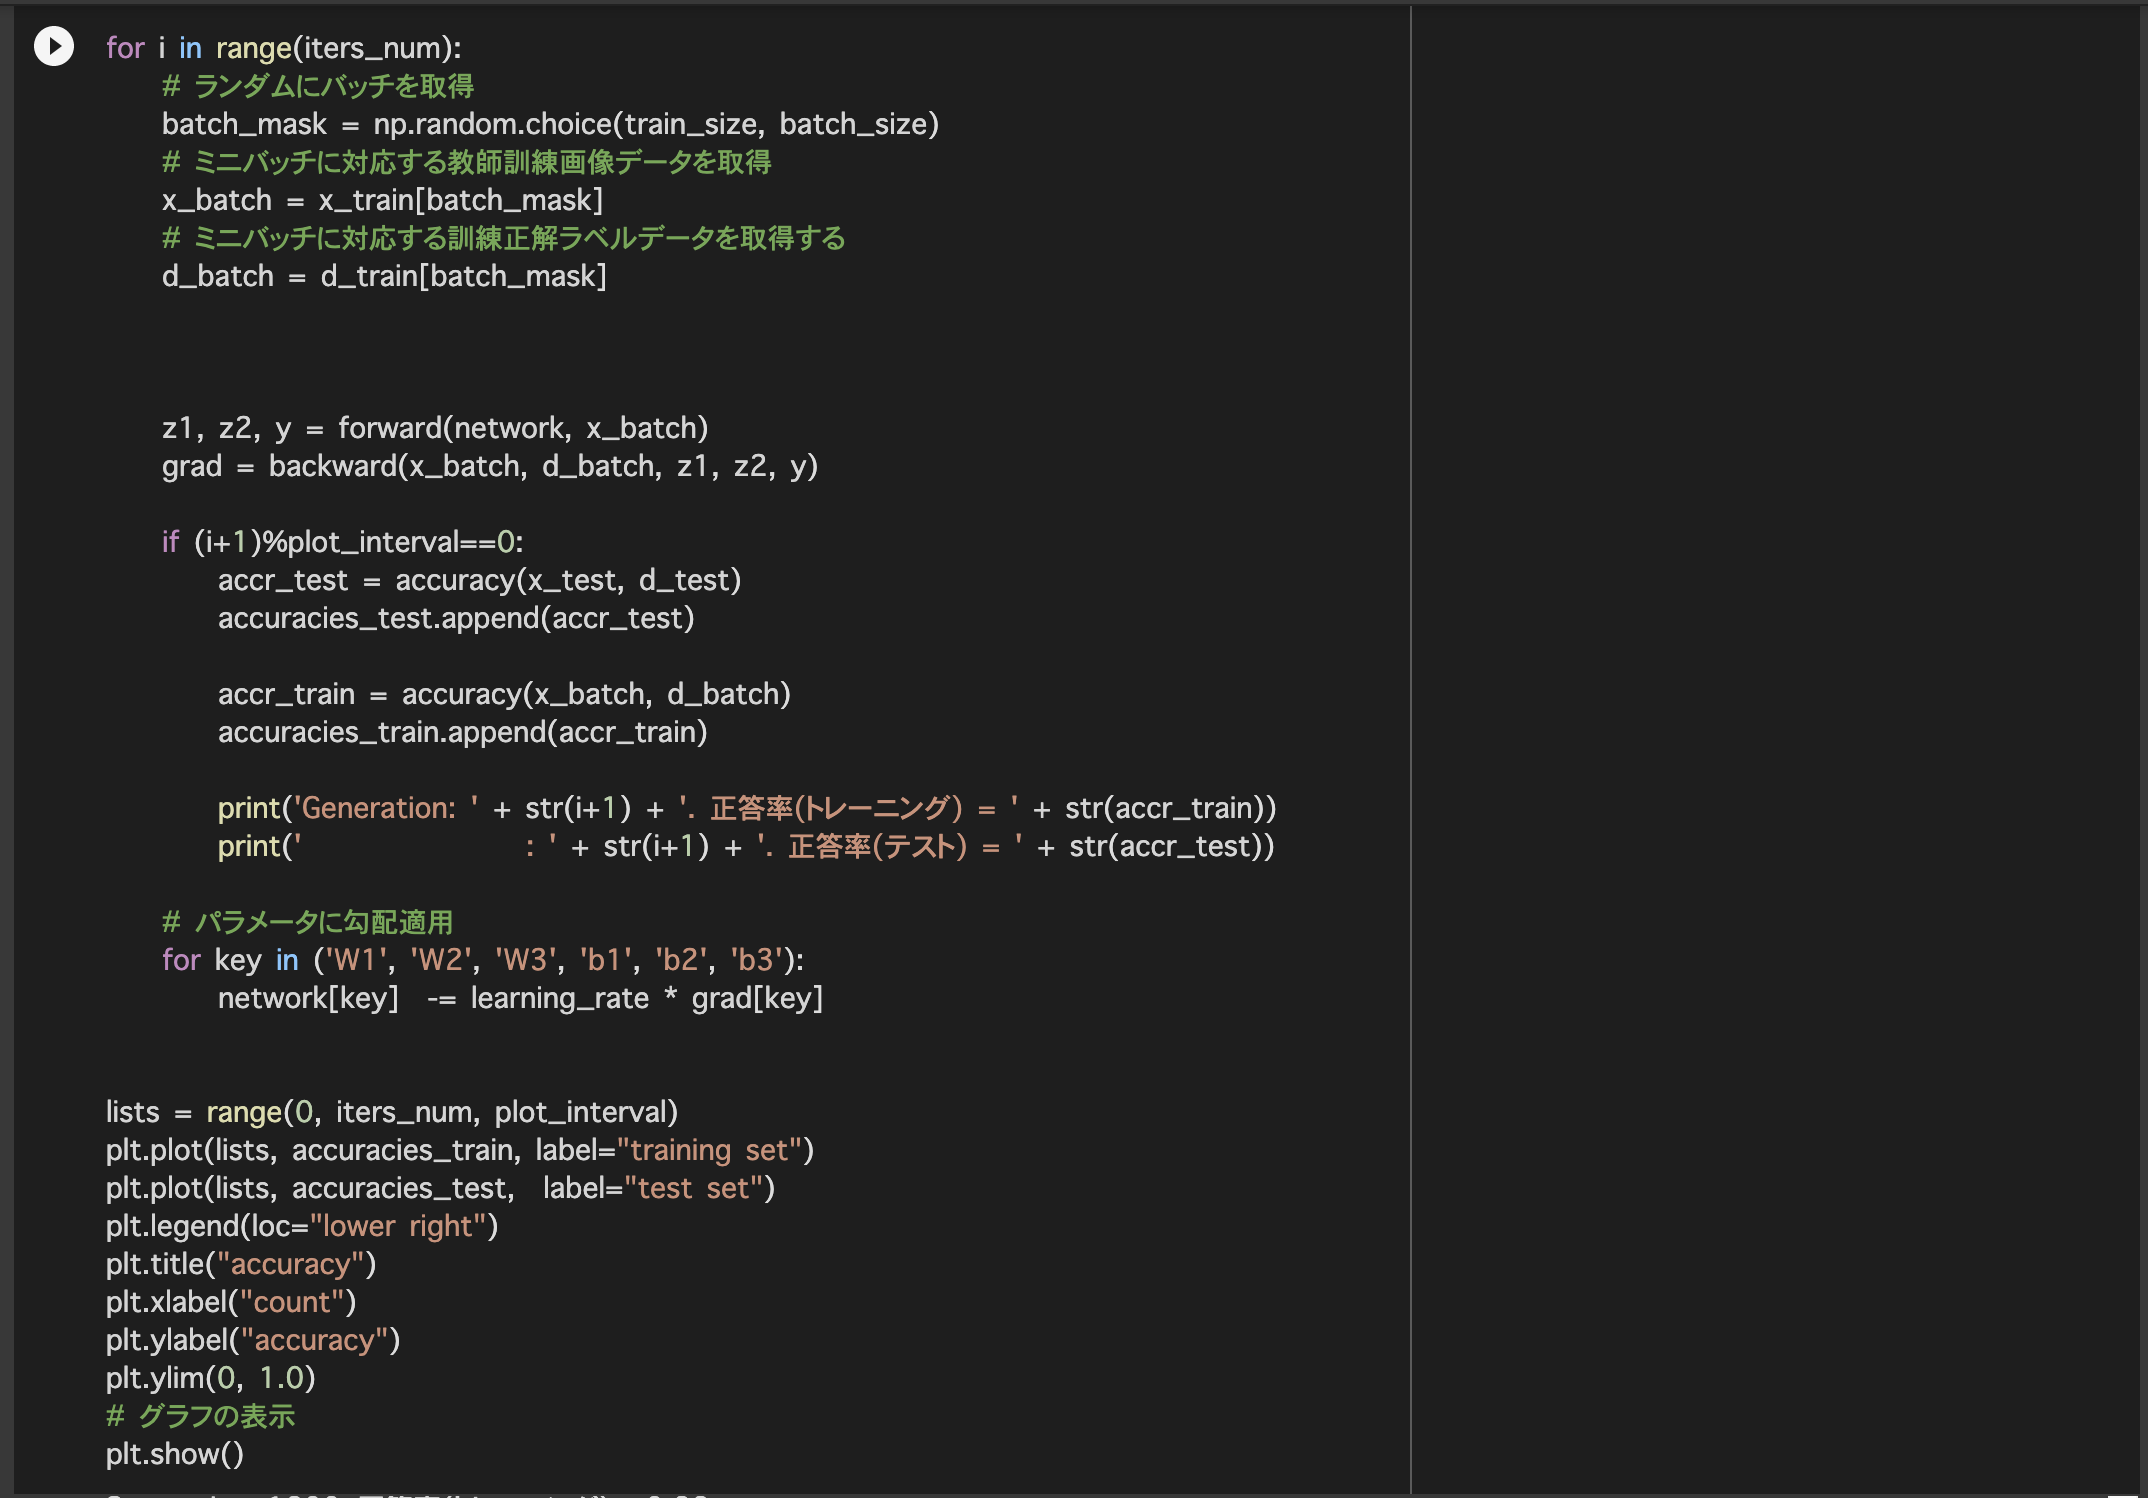 for i in range(iters_num):
# ランダムにバッチを取得
batch_mask = np.random.choice(train_size, batch_size)
# ミニバッチに対応する教師訓練画像データを取得
x_batch = x_train[batch_mask]
# ミニバッチに対応する訓練正解ラベルデータを取得する
d_batch = d_train[batch_mask]
z1, z2, y = forward(network, x_batch)
grad = backward(x_batch, d_batch, z1, z2, y)
if (i+1)%plot_interval==0:
accr_test = accuracy(x_test, d_test)
accuracies_test.append(accr_test)
accr_train = accuracy(x_batch, d_batch)
accuracies_train.append(accr_train)
print('Generation: ' + str(i+1) + '. 正答率(トレーニング) = ' + str(accr_train))
print('                : ' + str(i+1) + '. 正答率(テスト) = ' + str(accr_test))
# パラメータに勾配適用
for key in ('W1', 'W2', 'W3', 'b1', 'b2', 'b3'):
network[key]  -= learning_rate * grad[key]
lists = range(0, iters_num, plot_interval)
plt.plot(lists, accuracies_train, label="training set")
plt.plot(lists, accuracies_test,  label="test set")
plt.legend(loc="lower right")
plt.title("accuracy")
plt.xlabel("count")
plt.ylabel("accuracy")
plt.ylim(0, 1.0)
# グラフの表示
plt.show()